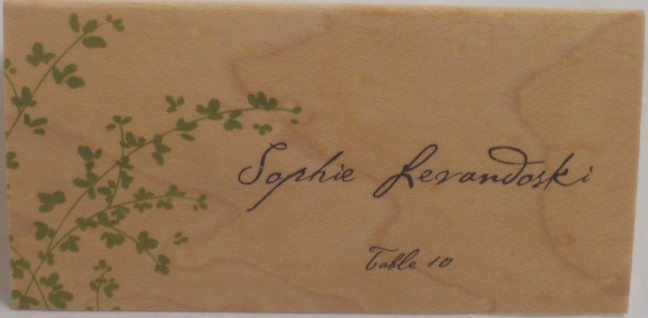 Sophie Levandoski
Table 10